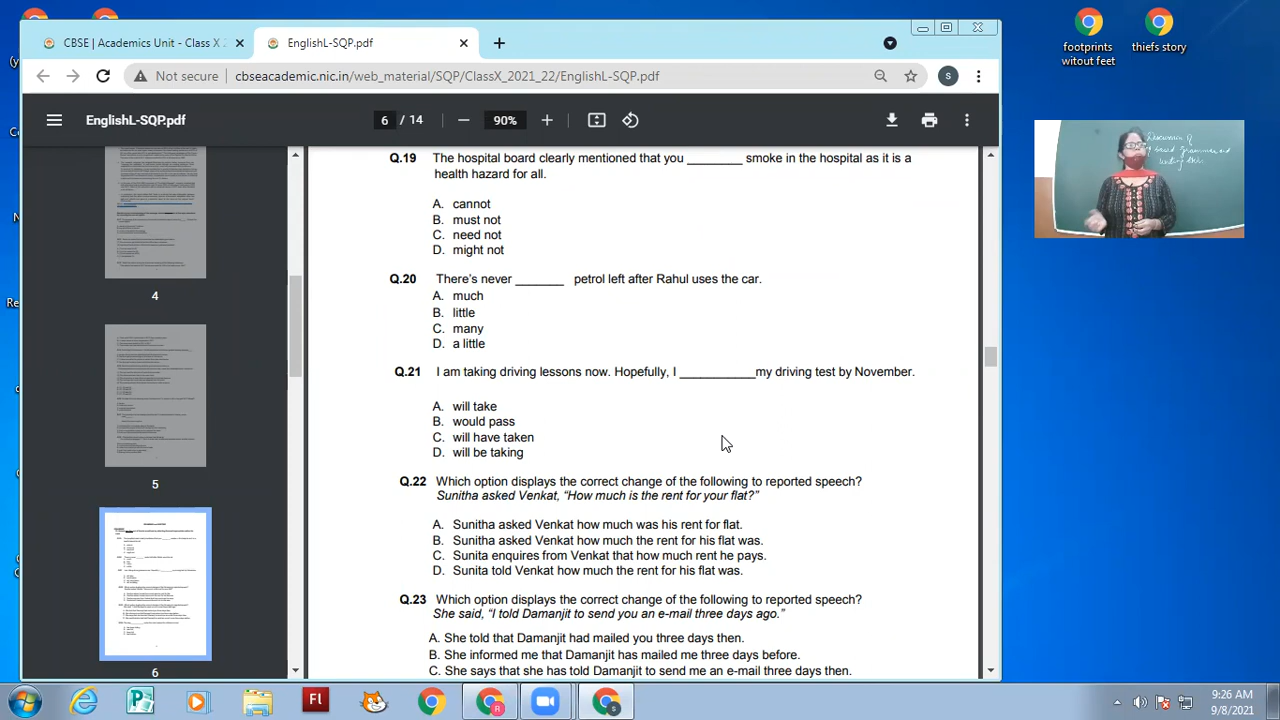 footprints
witout feet
thiefs story
CBSE | Academics Unit - Class X
EnglishL-SQP.pdf
Not secure
cbseacademic.nic.in/web_material/SQP/ClassX_2021_22/EnglishL-SQP.pdf
S
EnglishL-SQP.pdf
6 / 14
90%
Discussion of
board grammar and
writing skills
4
5
6
Q.19 The hospital board clearly mentioned that you ________ smoke in the hospital as it is a
health hazard for all.
A. cannot
B. must not
C. need not
D. might not
Q.20 There's never _______ petrol left after Rahul uses the car.
A. much
B. little
C. many
D. a little
Q.21 I am taking driving lessons now. Hopefully, I ___________my driving test by November.
A. will take
B. would pass
C. will have taken
D. will be taking
Q.22 Which option displays the correct change of the following to reported speech?
Sunitha asked Venkat, “How much is the rent for your flat?”
A. Sunitha asked Venkat how much was his rent for flat.
B. Sunitha asked Venkat how much the rent for his flat was.
C. Sunita enquires from Venkat that how much rent he pays.
D. Sunita told Venkat how much the rent for his flat was.
Q.23 Which option displays the correct change of the following to reported speech?
She said, “I told Damanjit to send you an e-mail three days ago.”
A. She told that Damanjit had mailed you three days then.
B. She informed me that Damanjit has mailed me three days before.
C. She says that she has told Damanjit to send me an e-mail three days then.
Fl
R
9:26 AM
9/8/2021